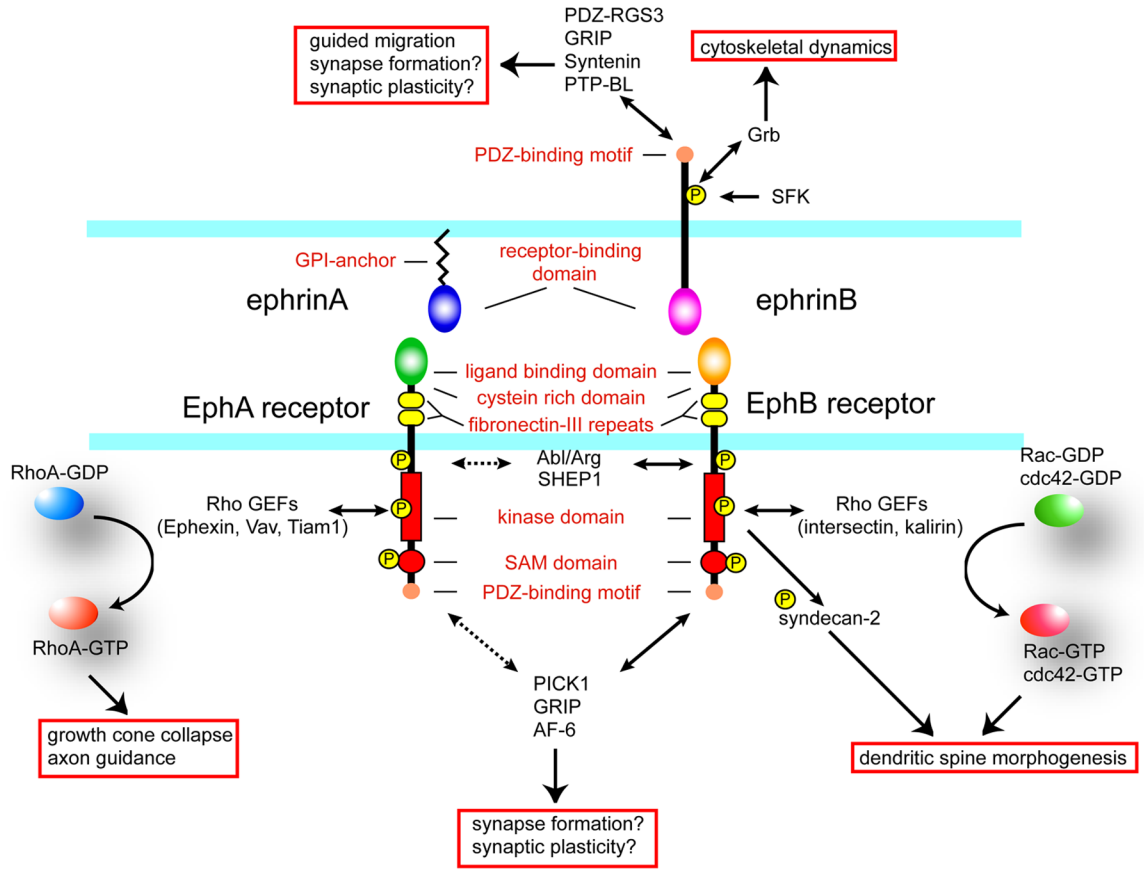 PDZ-RGS3
GRIP
Syntenin
PTP-BL
guided migration
synapse formation?
synaptic plasticity?
cytoskeletal dynamics
Grb
PDZ-binding motif
P
SFK
GPI-anchor
receptor-binding
domain
ephrinA
ephrinB
ligand binding domain
cystein rich domain
fibronectin-III repeats
EphA receptor
EphB receptor
RhoA-GDP
P
Abl/Arg
SHEP1
P
Rac-GDP
cdc42-GDP
Rho GEFs
(Ephexin, Vav, Tiam1)
P
kinase domain
P
Rho GEFs
(intersectin, kalirin)
P
SAM domain
P
PDZ-binding motif
P
syndecan-2
RhoA-GTP
Rac-GTP
cdc42-GTP
PICK1
GRIP
AF-6
growth cone collapse
axon guidance
dendritic spine morphogenesis
synapse formation?
synaptic plasticity?